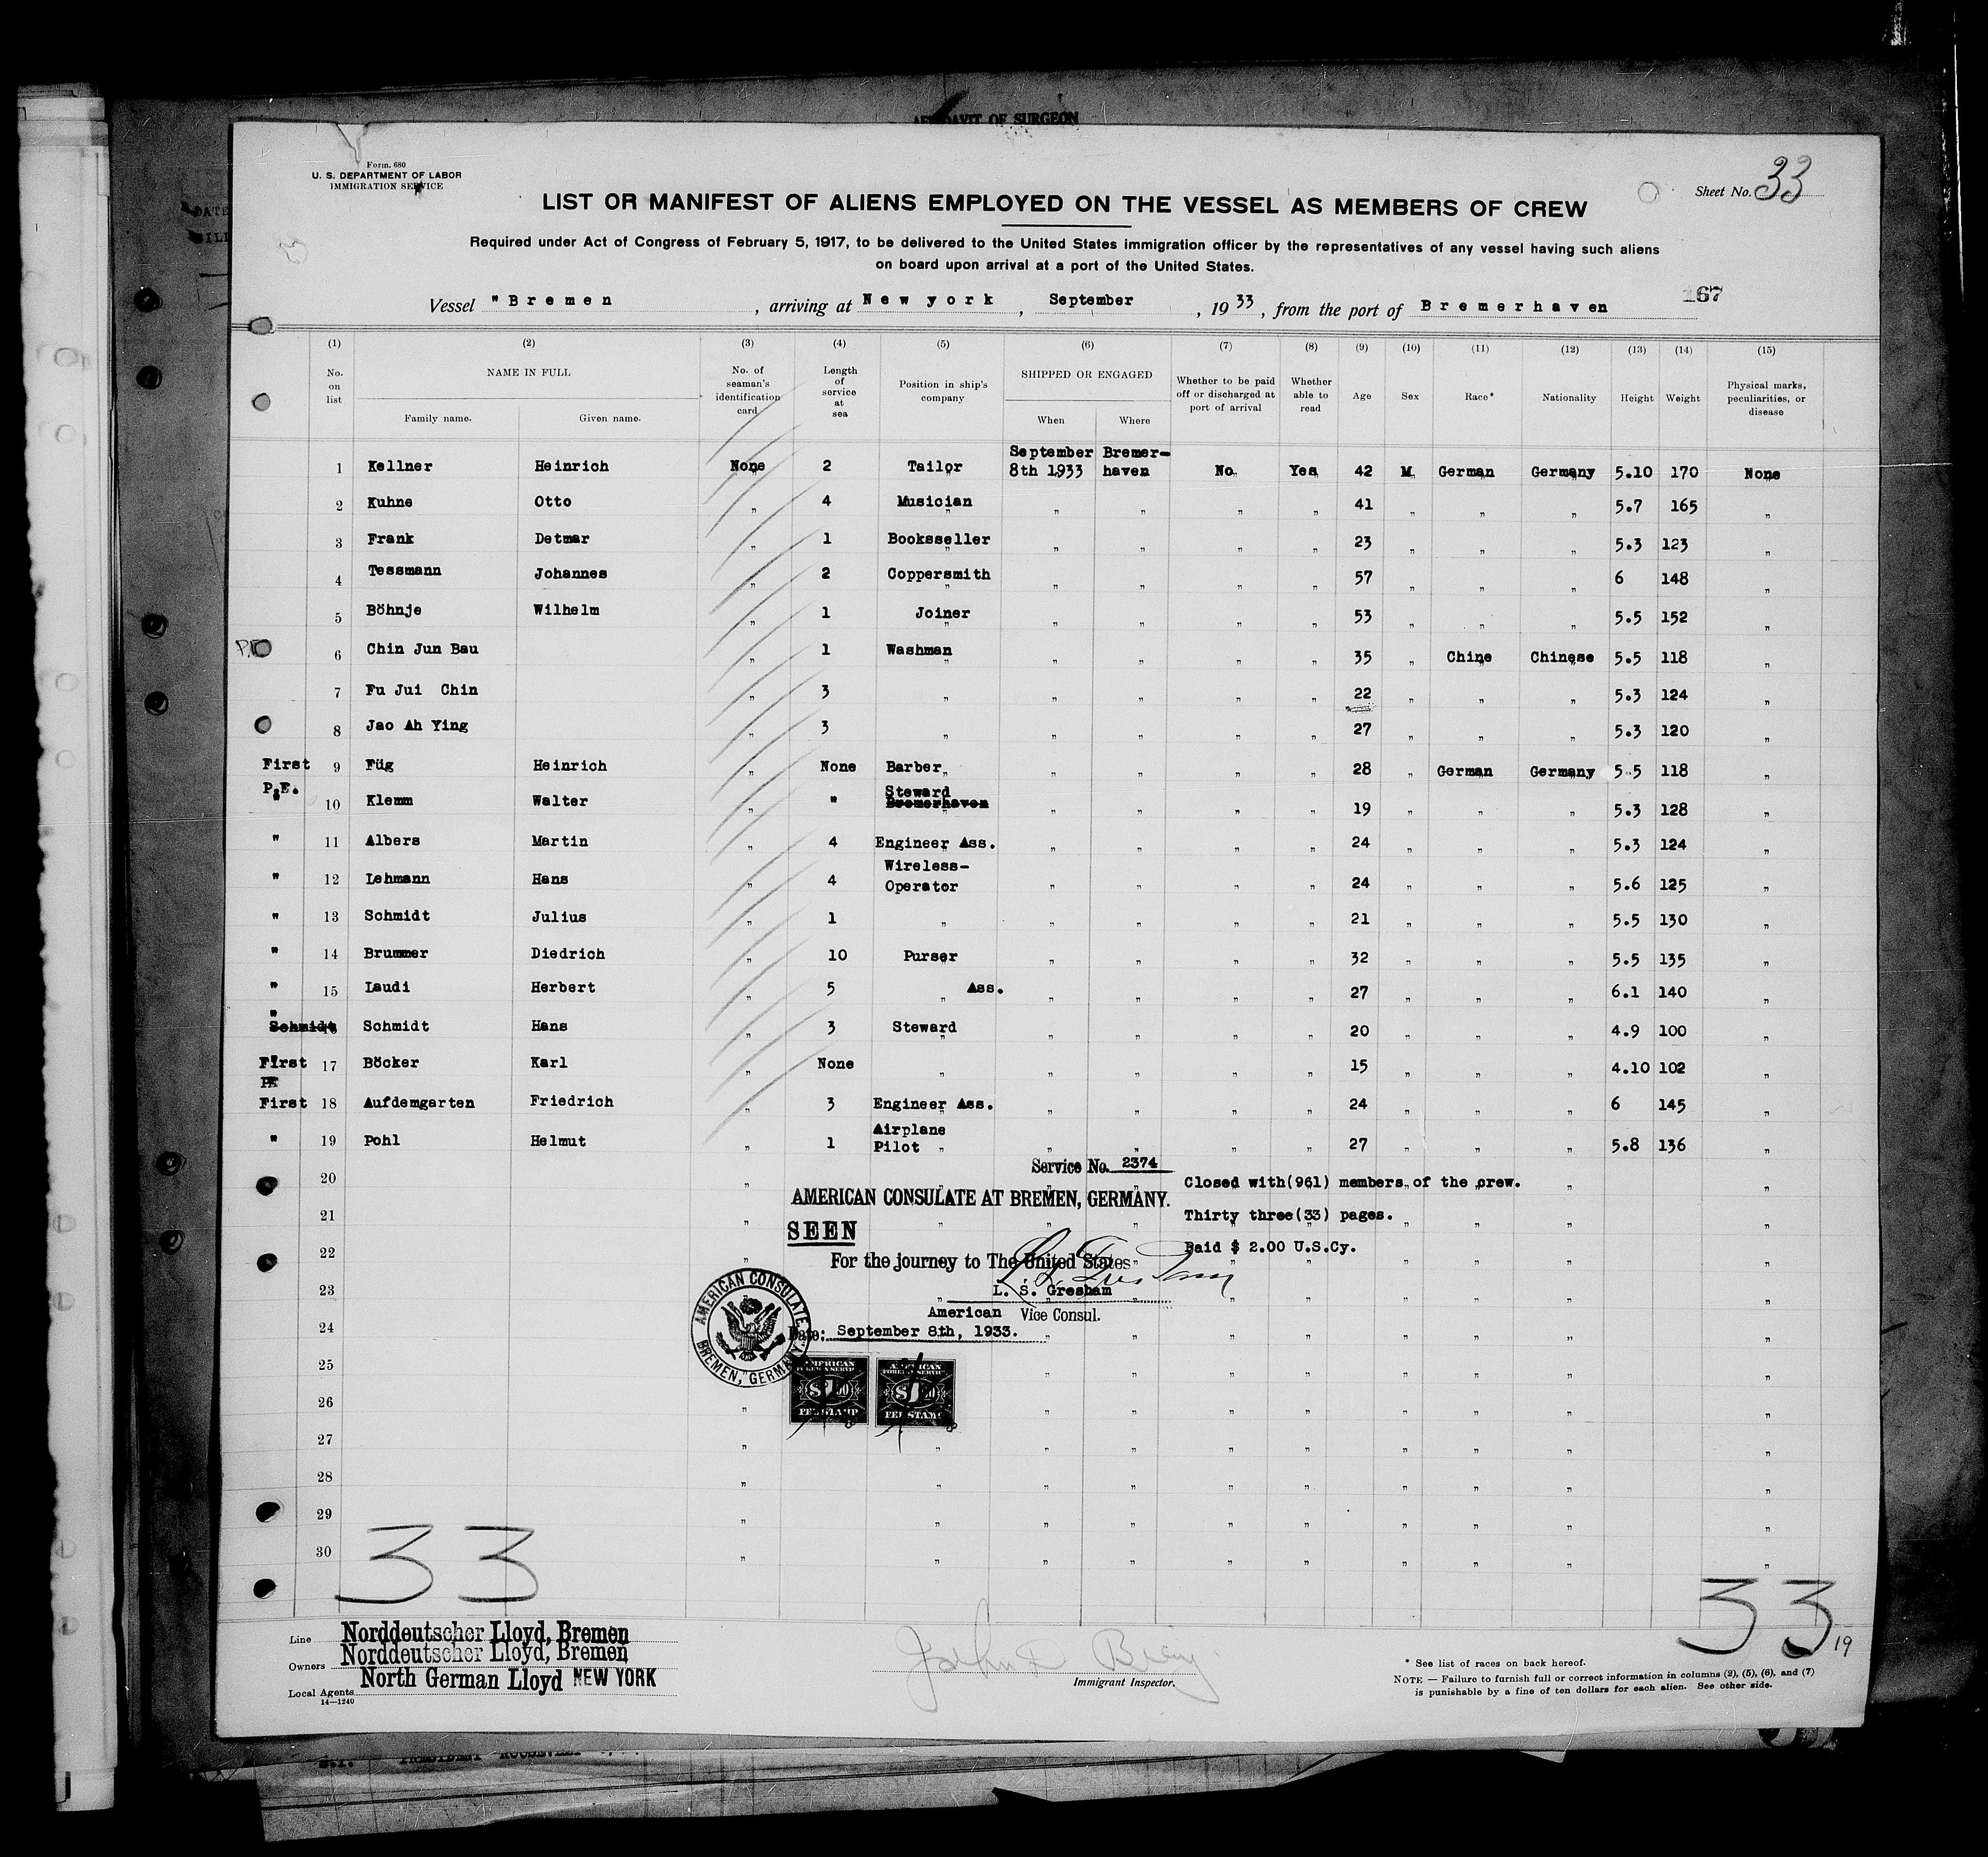 AFFIDAVIT OF SURGEON
Form. 680
U. S. DEPARTMENT OF LABOR
IMMIGRATION SERVICE
Sheet No. 33
LIST OR MANIFEST OF ALIENS EMPLOYED ON THE VESSEL AS MEMBERS OF CREW
Required under Act of Congress of February 5, 1917, to be delivered to the United States immigration officer by the representatives of any vessel having such aliens
on board upon arrival at a port of the United States.
167
Vessel "Bremen, arriving at New york, September, 1933, from the port of Bremerhaven
(1) (2) (3) (4) (5) (6) (7) (8) (9) (10) (11) (12) (13) (14) (15)
No. on list NAME IN FULL Family name. Given name. No. of seaman's identification card Length of service at sea Position in ship's company SHIPPED OR ENGAGED When Where Whether to be paid off or discharged at port of arrival Whether able to read Age Sex Race* Nationality Height Weight Physical marks, peculiarities, or disease
1 Kellner Heinrich None 2 Tailor September 8th 1933 Bremer-haven No Yes 42 M German Germany 5.10 170 None
2 Kuhne Otto " 4 Musician " " " " 41 " " " 5.7 165 "
3 Frank Detmar " 1 Booksseller " " " " 23 " " " 5.3 123 "
4 Tessmann Johannes " 2 Coppersmith " " " " 57 " " " 6 148 "
5 Böhnje Wilhelm " 1 Joiner " " " " 53 " " " 5.5 152 "
6 Chin Jun Bau " 1 Washman " " " " 35 " Chine Chinese 5.5 118 "
7 Fu Jui Chin " 3 " " " " " 22 " " " 5.3 124 "
8 Jao Ah Ying " 3 " " " " " 27 " " " 5.3 120 "
First 9 Füg Heinrich " None Barber " " " " 28 " German Germany 5.5 118 "
P.E. " 10 Klemm Walter " " Steward Bremerhaven " " " " 19 " " " 5.3 128 "
" 11 Albers Martin " 4 Engineer Ass. " " " " 24 " " " 5.3 124 "
" 12 Lehmann Hans " 4 Wireless-Operator " " " " 24 " " " 5.6 125 "
" 13 Schmidt Julius " 1 " " " " " 21 " " " 5.5 130 "
" 14 Brummer Diedrich " 10 Purser " " " " 32 " " " 5.5 135 "
" 15 Laudi Herbert " 5 " Ass. " " " " 27 " " " 6.1 140 "
" Schmidt 16 Schmidt Hans " 3 Steward " " " " 20 " " " 4.9 100 "
First 17 Böcker Karl " None " " " " " 15 " " " 4.10 102 "
PE
First 18 Aufdemgarten Friedrich " 3 Engineer Ass. " " " " 24 " " " 6 145 "
" 19 Pohl Helmut " 1 Airplane Pilot " " " " 27 " " " 5.8 136 "
Service No. 2374
20 Closed with(961) members of the crew.
AMERICAN CONSULATE AT BREMEN, GERMANY.
21 Thirty three(33) pages.
SEEN
22 Paid $ 2.00 U.S.Cy.
For the journey to The United States
23 L. S. Gresham
American Vice Consul.
24 Date: September 8th, 1933.
AMERICAN CONSULATE BREMEN, GERMANY
25
AMERICAN FOREIGN SERVICE $1.00 FEE STAMP
AMERICAN FOREIGN SERVICE $1.00 FEE STAMP
26
27
28
29
30
33
33
19
Line Norddeutscher Lloyd, Bremen
Owners Norddeutscher Lloyd, Bremen
Local Agents North German Lloyd NEW YORK
14—1240
Immigrant Inspector.
* See list of races on back hereof.
NOTE — Failure to furnish full or correct information in columns (2), (5), (6), and (7)
is punishable by a fine of ten dollars for each alien. See other side.